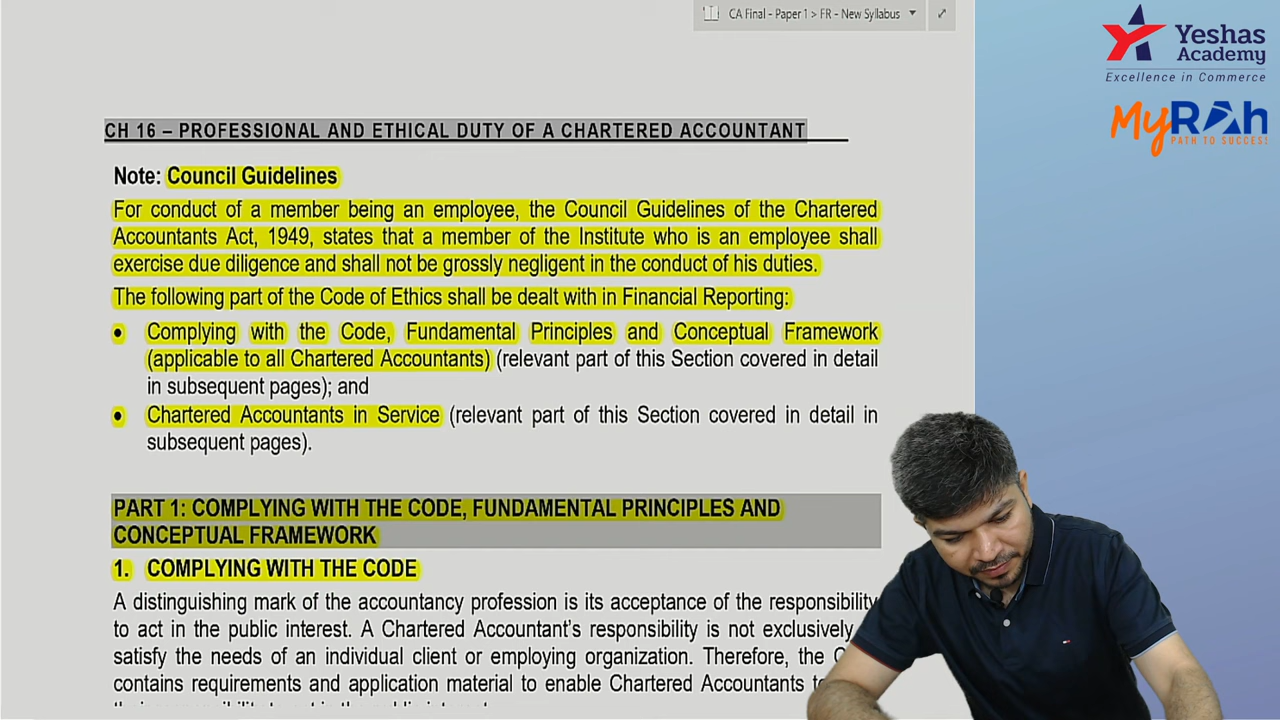 CA Final - Paper 1 > FR - New Syllabus
Yeshas
Academy
Excellence in Commerce
MyRAh
PATH TO SUCCESS
CH 16 – PROFESSIONAL AND ETHICAL DUTY OF A CHARTERED ACCOUNTANT
Note: Council Guidelines
For conduct of a member being an employee, the Council Guidelines of the Chartered
Accountants Act, 1949, states that a member of the Institute who is an employee shall
exercise due diligence and shall not be grossly negligent in the conduct of his duties.
The following part of the Code of Ethics shall be dealt with in Financial Reporting:
• Complying with the Code, Fundamental Principles and Conceptual Framework
(applicable to all Chartered Accountants) (relevant part of this Section covered in detail
in subsequent pages); and
• Chartered Accountants in Service (relevant part of this Section covered in detail in
subsequent pages).
PART 1: COMPLYING WITH THE CODE, FUNDAMENTAL PRINCIPLES AND
CONCEPTUAL FRAMEWORK
1. COMPLYING WITH THE CODE
A distinguishing mark of the accountancy profession is its acceptance of the responsibility
to act in the public interest. A Chartered Accountant's responsibility is not exclusively
satisfy the needs of an individual client or employing organization. Therefore, the
contains requirements and application material to enable Chartered Accountants